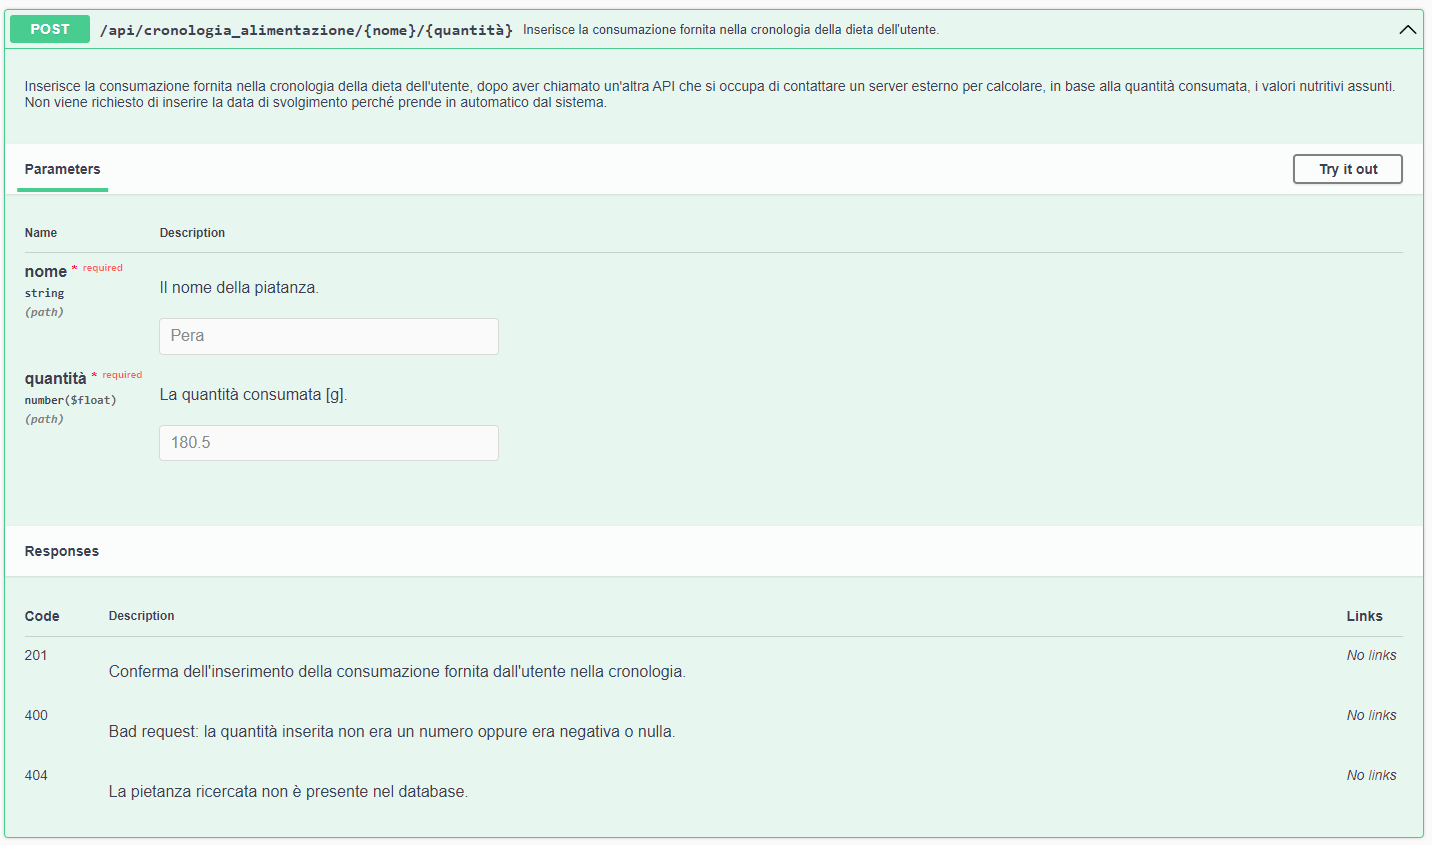 POST /api/cronologia_alimentazione/{nome}/{quantità} Inserisce la consumazione fornita nella cronologia della dieta dell'utente.
Inserisce la consumazione fornita nella cronologia della dieta dell'utente, dopo aver chiamato un'altra API che si occupa di contattare un server esterno per calcolare, in base alla quantità consumata, i valori nutritivi assunti.
Non viene richiesto di inserire la data di svolgimento perché prende in automatico dal sistema.
Parameters Try it out
Name Description
nome * required
string
(path)
Il nome della piatanza.
Pera
quantità * required
number($float)
(path)
La quantità consumata [g].
180.5
Responses
Code Description Links
201 No links
Conferma dell'inserimento della consumazione fornita dall'utente nella cronologia.
400 No links
Bad request: la quantità inserita non era un numero oppure era negativa o nulla.
404 No links
La pietanza ricercata non è presente nel database.